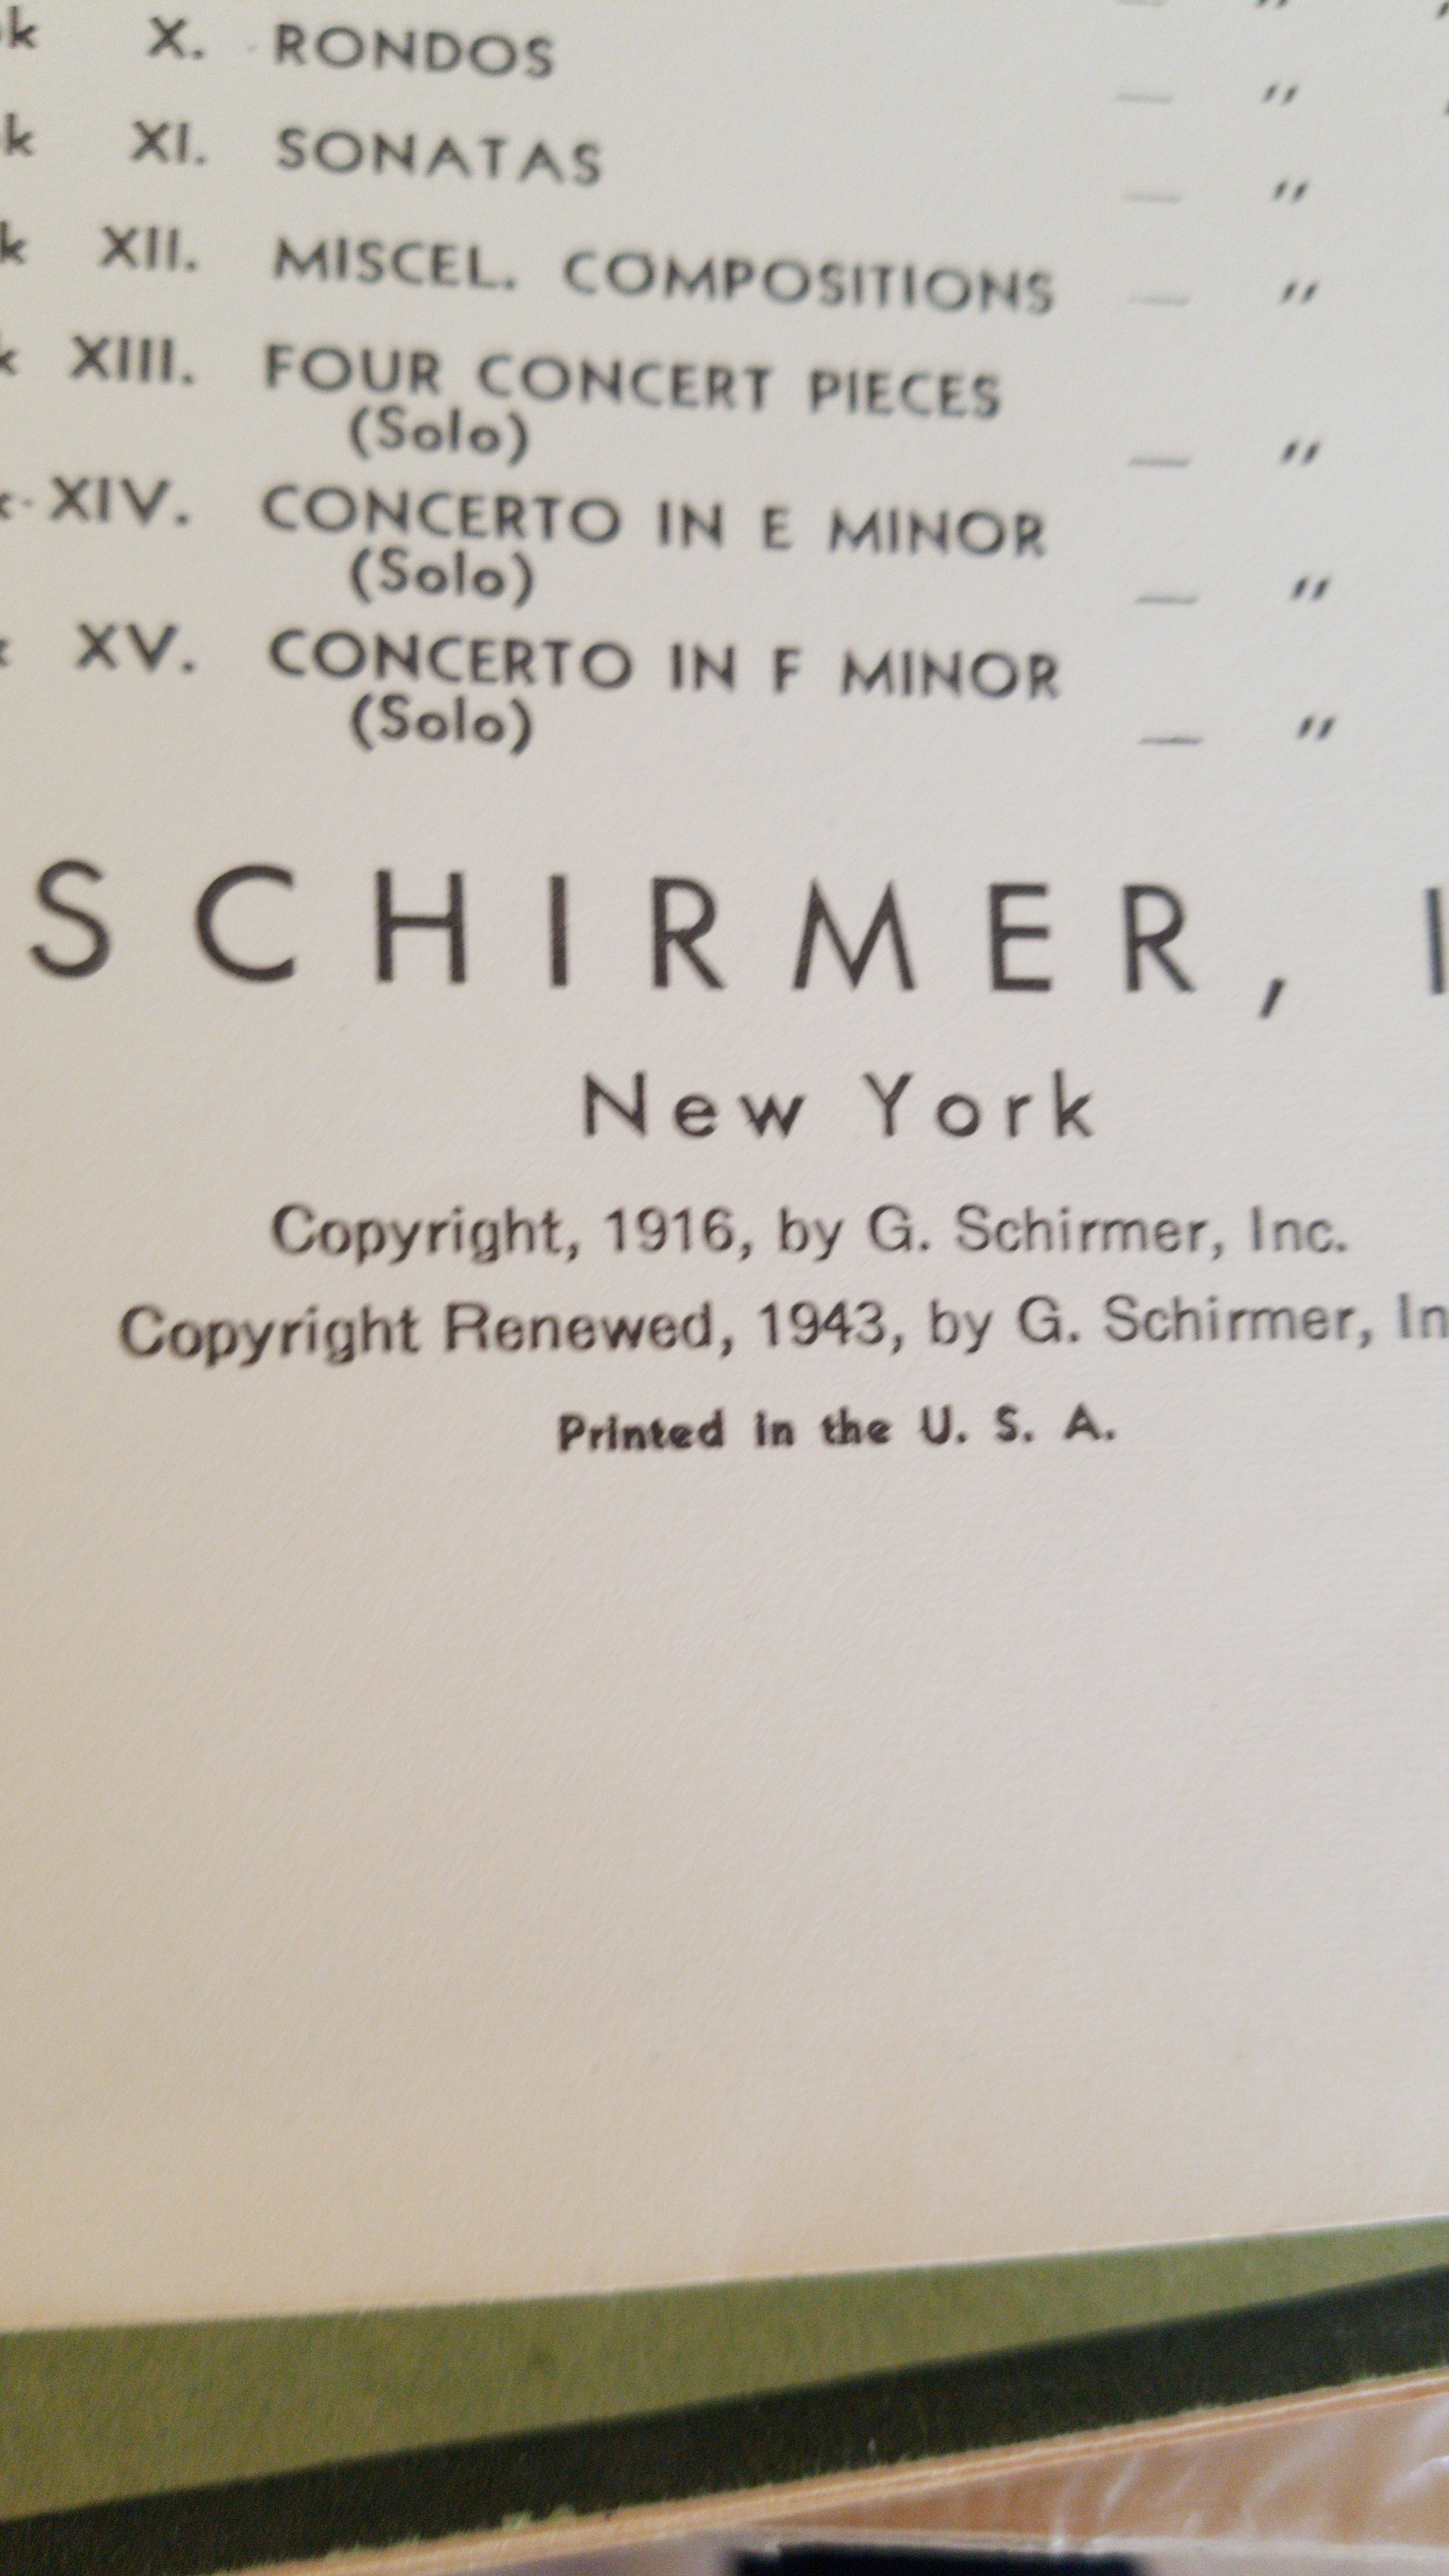 k X. RONDOS — "
k XI. SONATAS — "
k XII. MISCEL. COMPOSITIONS — "
k XIII. FOUR CONCERT PIECES
(Solo) — "
XIV. CONCERTO IN E MINOR
(Solo) — "
XV. CONCERTO IN F MINOR
(Solo) — "
SCHIRMER, I
New York
Copyright, 1916, by G. Schirmer, Inc.
Copyright Renewed, 1943, by G. Schirmer, In
Printed in the U. S. A.